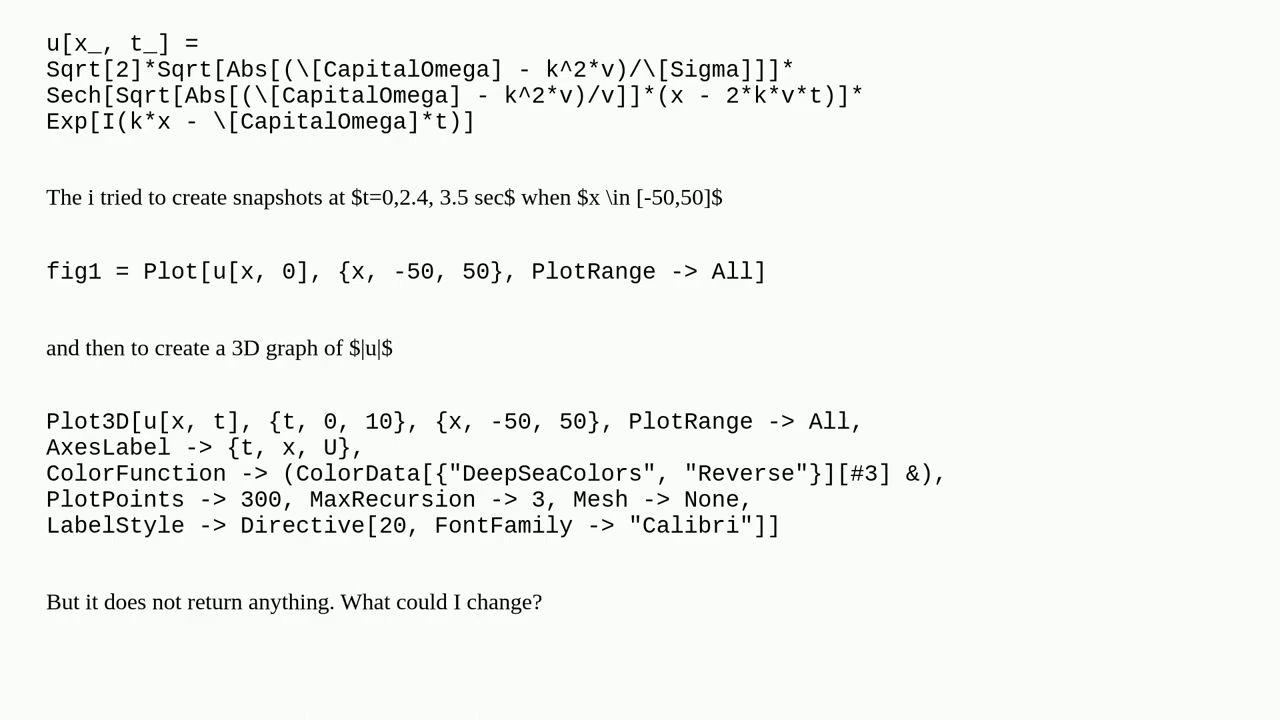 u[x_, t_] =
Sqrt[2]*Sqrt[Abs[(\[CapitalOmega] - k^2*v)/\[Sigma]]]*
Sech[Sqrt[Abs[(\[CapitalOmega] - k^2*v)/v]]*(x - 2*k*v*t)]*
Exp[I(k*x - \[CapitalOmega]*t)]
The i tried to create snapshots at $t=0,2.4, 3.5 sec$ when $x \in [-50,50]$
fig1 = Plot[u[x, 0], {x, -50, 50}, PlotRange -> All]
and then to create a 3D graph of $|u|$
Plot3D[u[x, t], {t, 0, 10}, {x, -50, 50}, PlotRange -> All,
AxesLabel -> {t, x, U},
ColorFunction -> (ColorData[{"DeepSeaColors", "Reverse"}][#3] &),
PlotPoints -> 300, MaxRecursion -> 3, Mesh -> None,
LabelStyle -> Directive[20, FontFamily -> "Calibri"]]
But it does not return anything. What could I change?